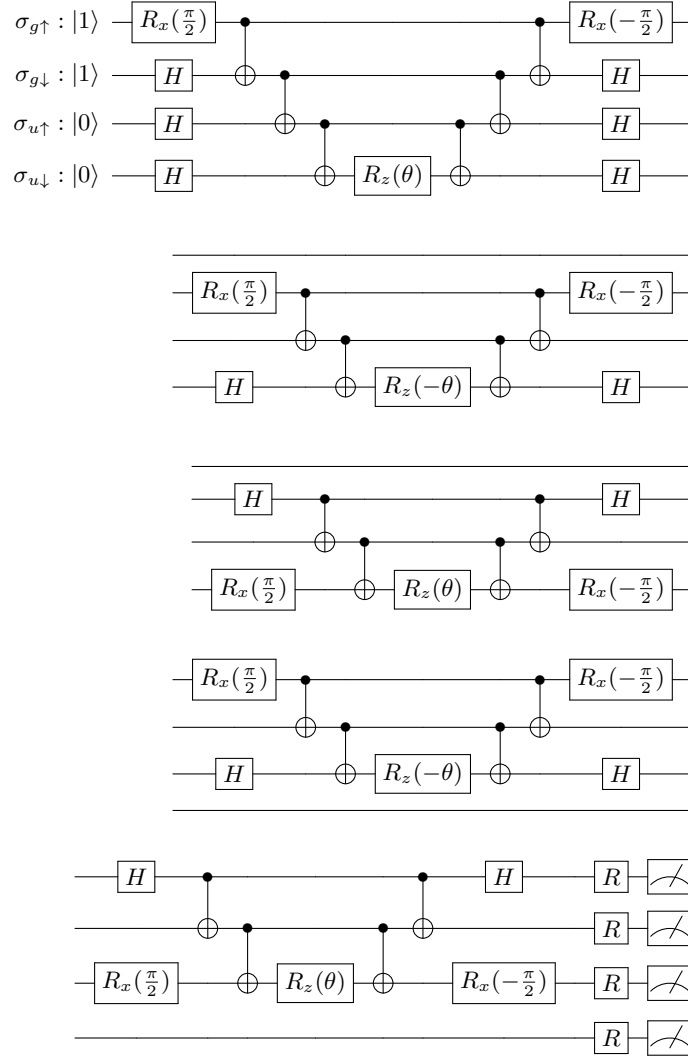 σ_{g↑} : |1⟩ R_x(π/2) R_x(−π/2)
σ_{g↓} : |1⟩ H H
σ_{u↑} : |0⟩ H H
σ_{u↓} : |0⟩ H R_z(θ) H
R_x(π/2) R_x(−π/2)
H R_z(−θ) H
H H
R_x(π/2) R_z(θ) R_x(−π/2)
R_x(π/2) R_x(−π/2)
H R_z(−θ) H
H H R
R
R_x(π/2) R_z(θ) R_x(−π/2) R
R